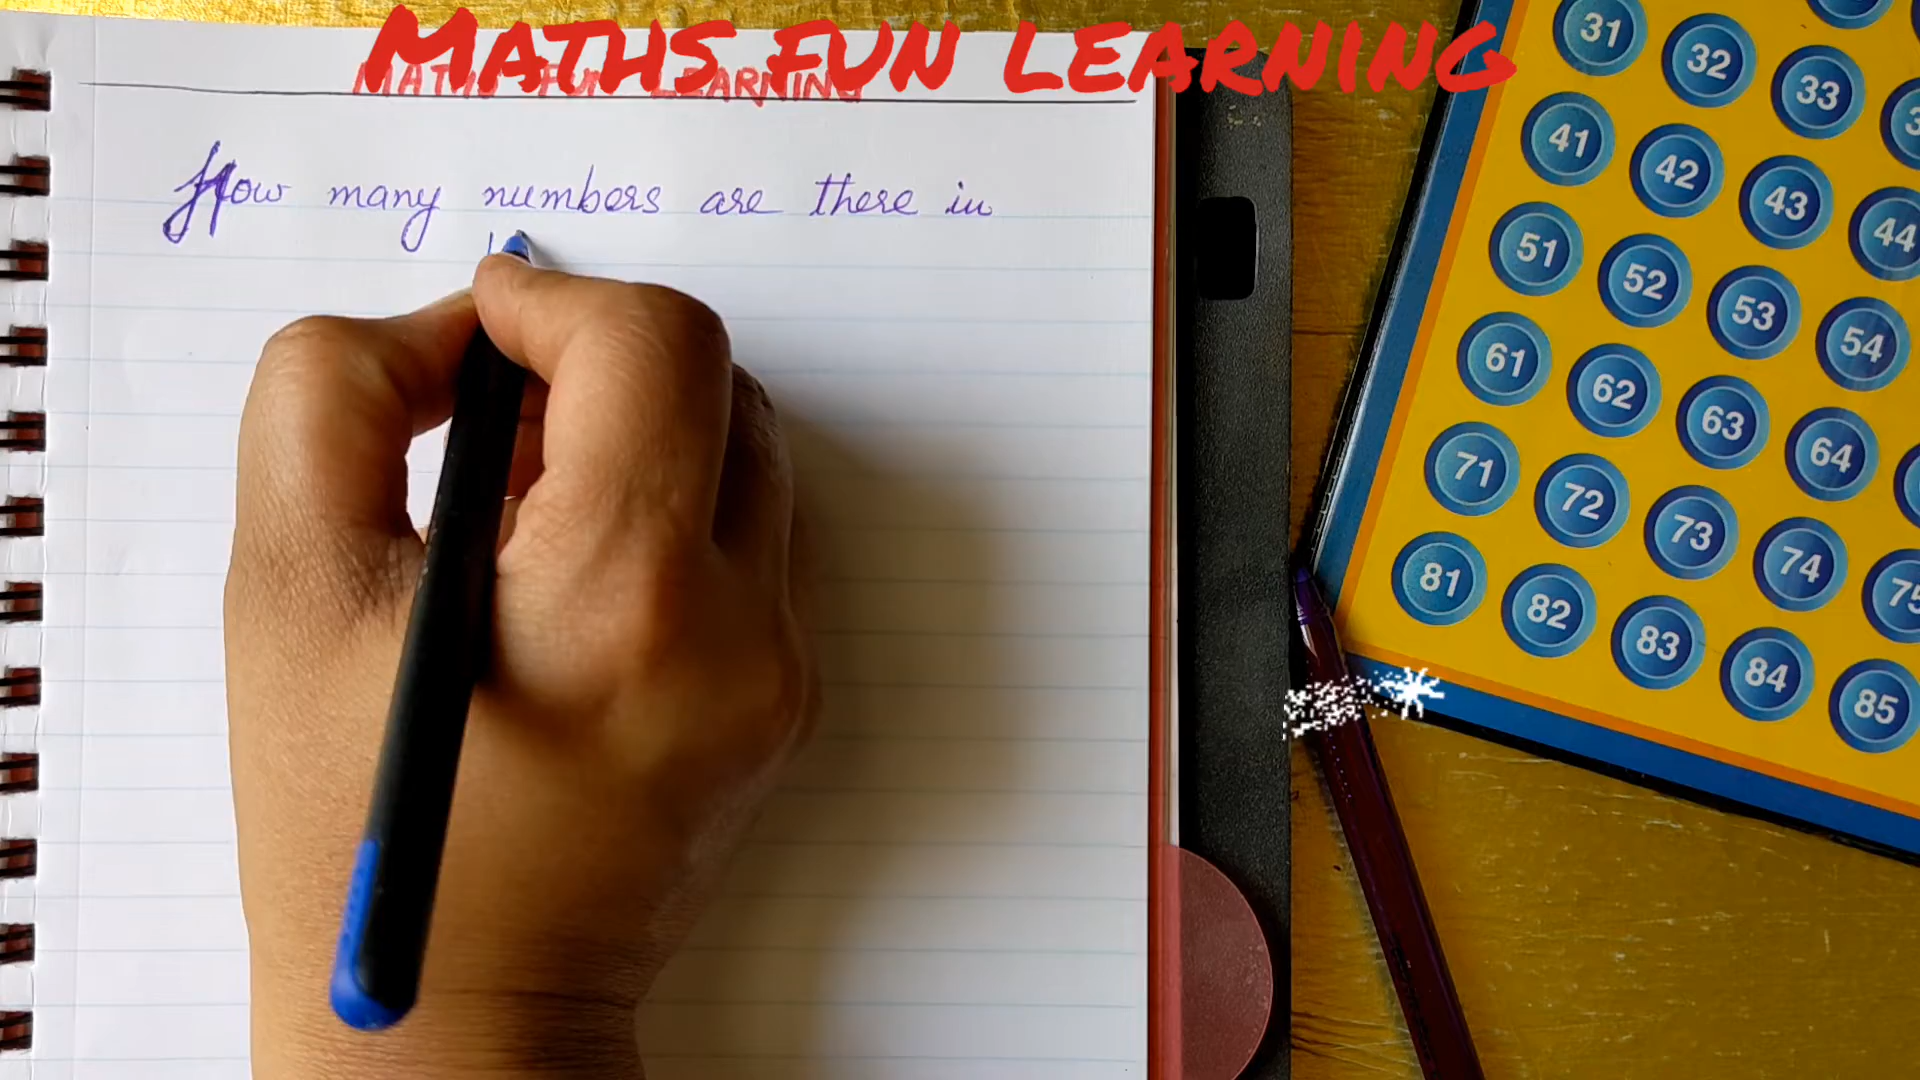 MATHS FUN LEARNING
MATHS FUN LEARNING
How many numbers are there in
31 32 33
41 42 43 44
51 52 53 54
61 62 63 64
71 72 73 74 75
81 82 83 84 85